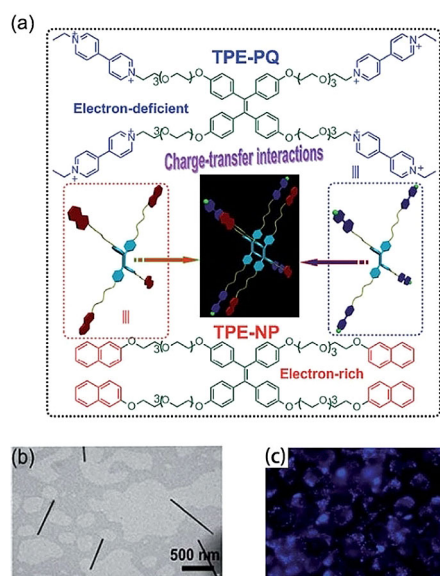 (a)
TPE-PQ
Electron-deficient
Charge-transfer interactions
TPE-NP
Electron-rich
(b)
500 nm
(c)